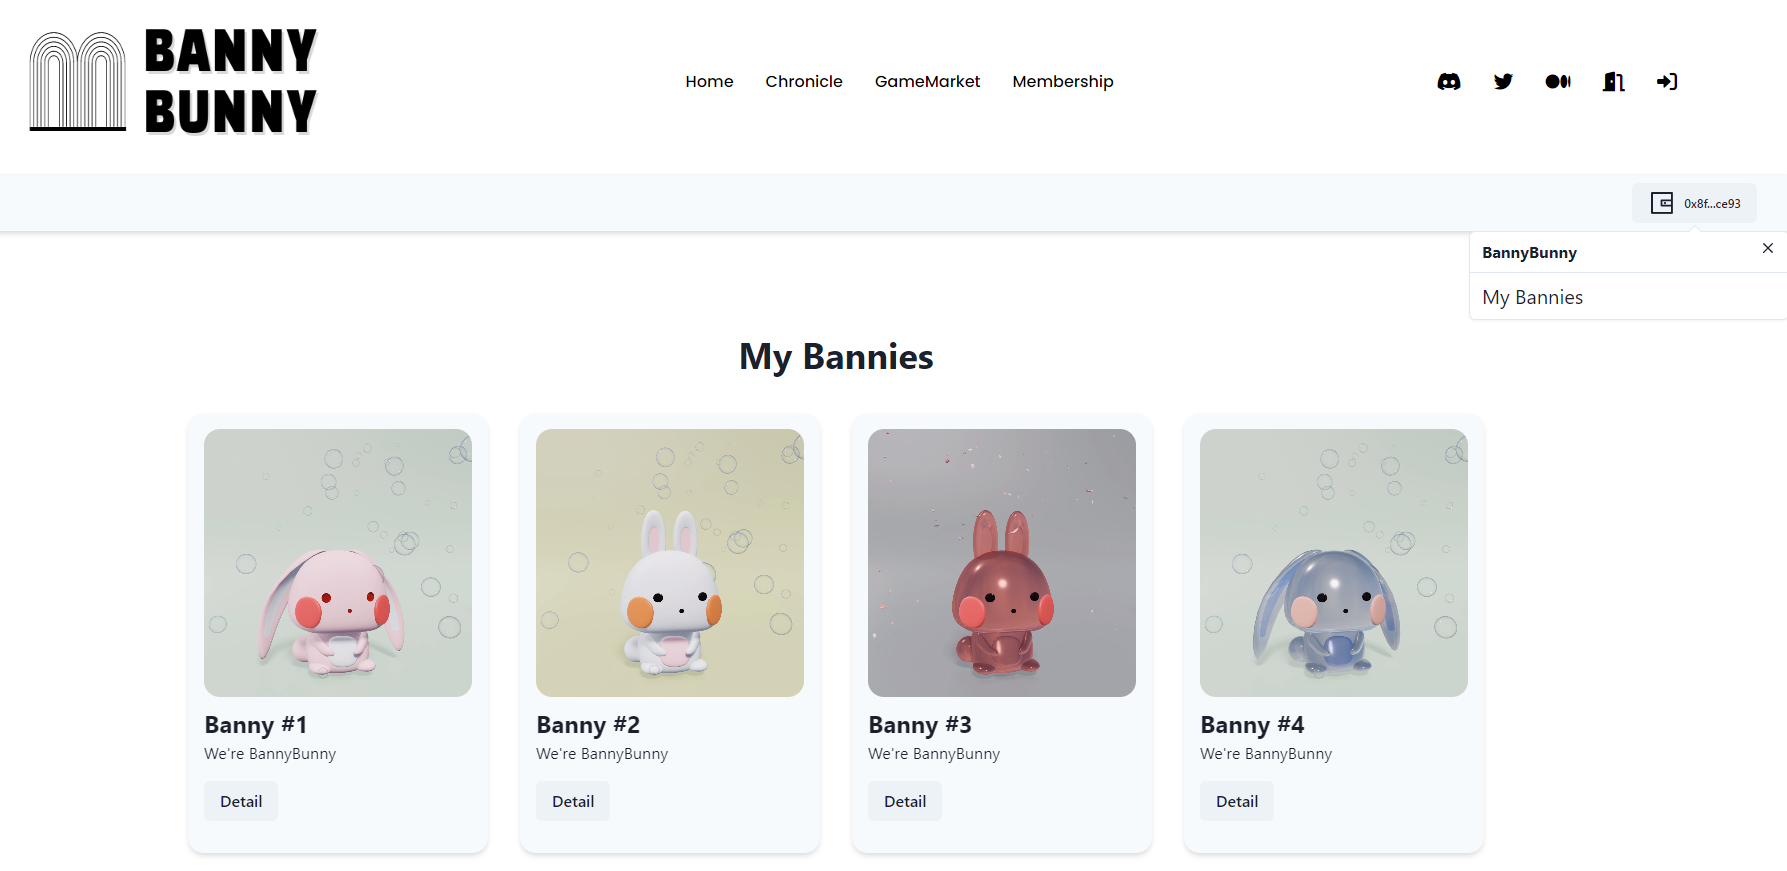 BANNY
BUNNY
Home Chronicle GameMarket Membership
0x8f...ce93
BannyBunny
My Bannies
My Bannies
Banny #1
We're BannyBunny
Detail
Banny #2
We're BannyBunny
Detail
Banny #3
We're BannyBunny
Detail
Banny #4
We're BannyBunny
Detail